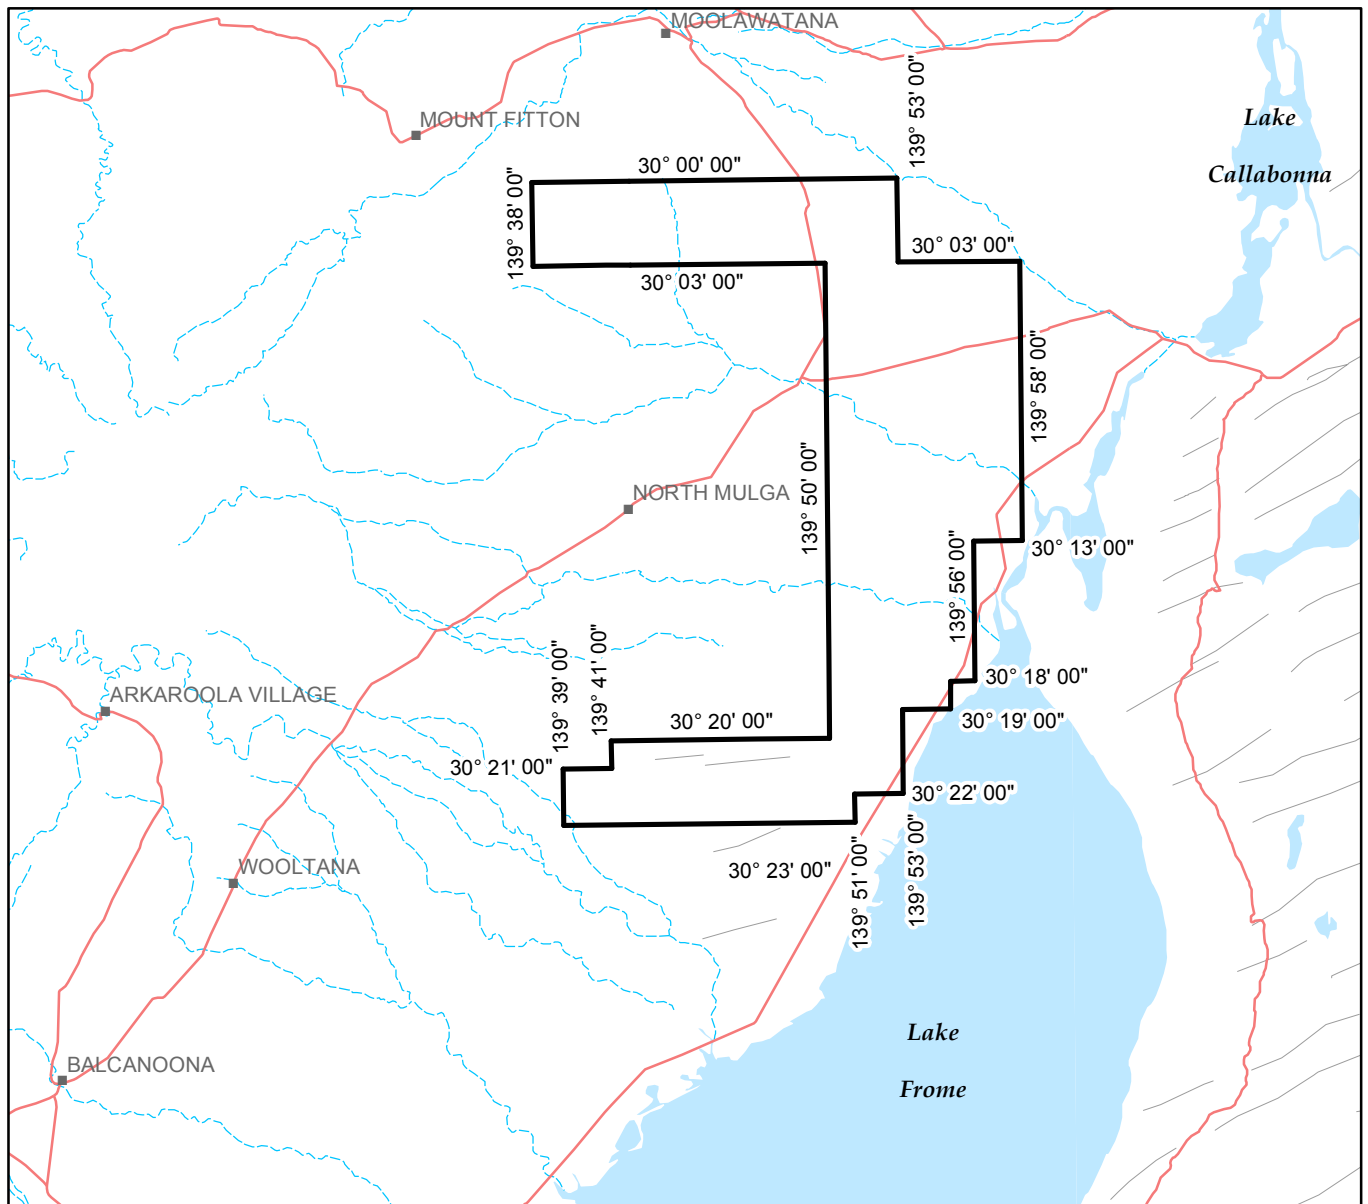 MOOLAWATANA
139° 53' 00"
MOUNT FITTON
Lake
Callabonna
30° 00' 00"
139° 38' 00"
30° 03' 00"
30° 03' 00"
139° 58' 00"
139° 50' 00"
NORTH MULGA
30° 13' 00"
139° 56' 00"
139° 39' 00"
139° 41' 00"
30° 18' 00"
ARKAROOLA VILLAGE
30° 20' 00"
30° 19' 00"
30° 21' 00"
30° 22' 00"
WOOLTANA
30° 23' 00"
139° 51' 00"
139° 53' 00"
Lake
Frome
BALCANOONA